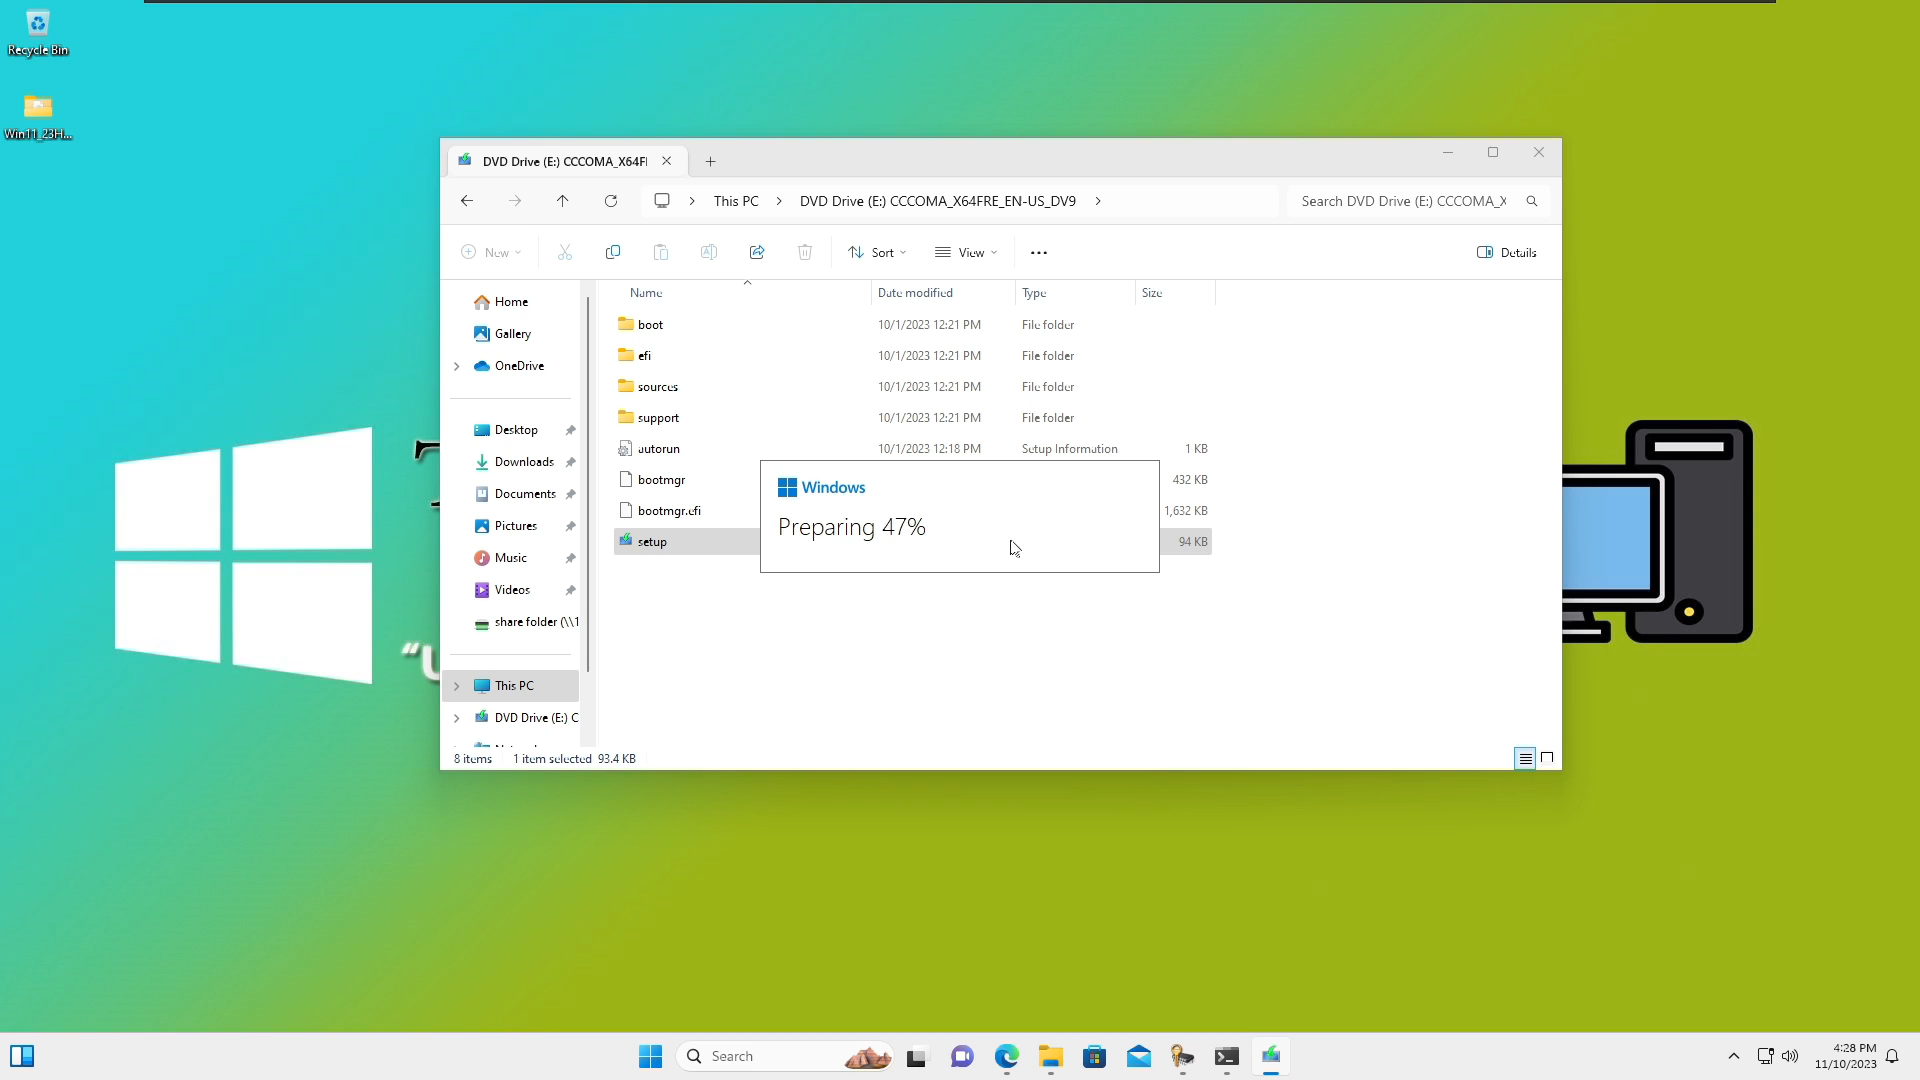 Recycle Bin
Win11_23H...
DVD Drive (E:) CCCOMA_X64FI
This PC
DVD Drive (E:) CCCOMA_X64FRE_EN-US_DV9
Search DVD Drive (E:) CCCOMA_X
New
Sort
View
Details
Name
Date modified
Type
Size
boot
10/1/2023 12:21 PM
File folder
efi
10/1/2023 12:21 PM
File folder
sources
10/1/2023 12:21 PM
File folder
support
10/1/2023 12:21 PM
File folder
autorun
10/1/2023 12:18 PM
Setup Information
1 KB
bootmgr
432 KB
bootmgr.efi
1,632 KB
setup
94 KB
Home
Gallery
OneDrive
Desktop
Downloads
Documents
Pictures
Music
Videos
share folder (\\1
This PC
DVD Drive (E:) C
Windows
Preparing 47%
8 items
1 item selected
93.4 KB
Search
4:28 PM
11/10/2023